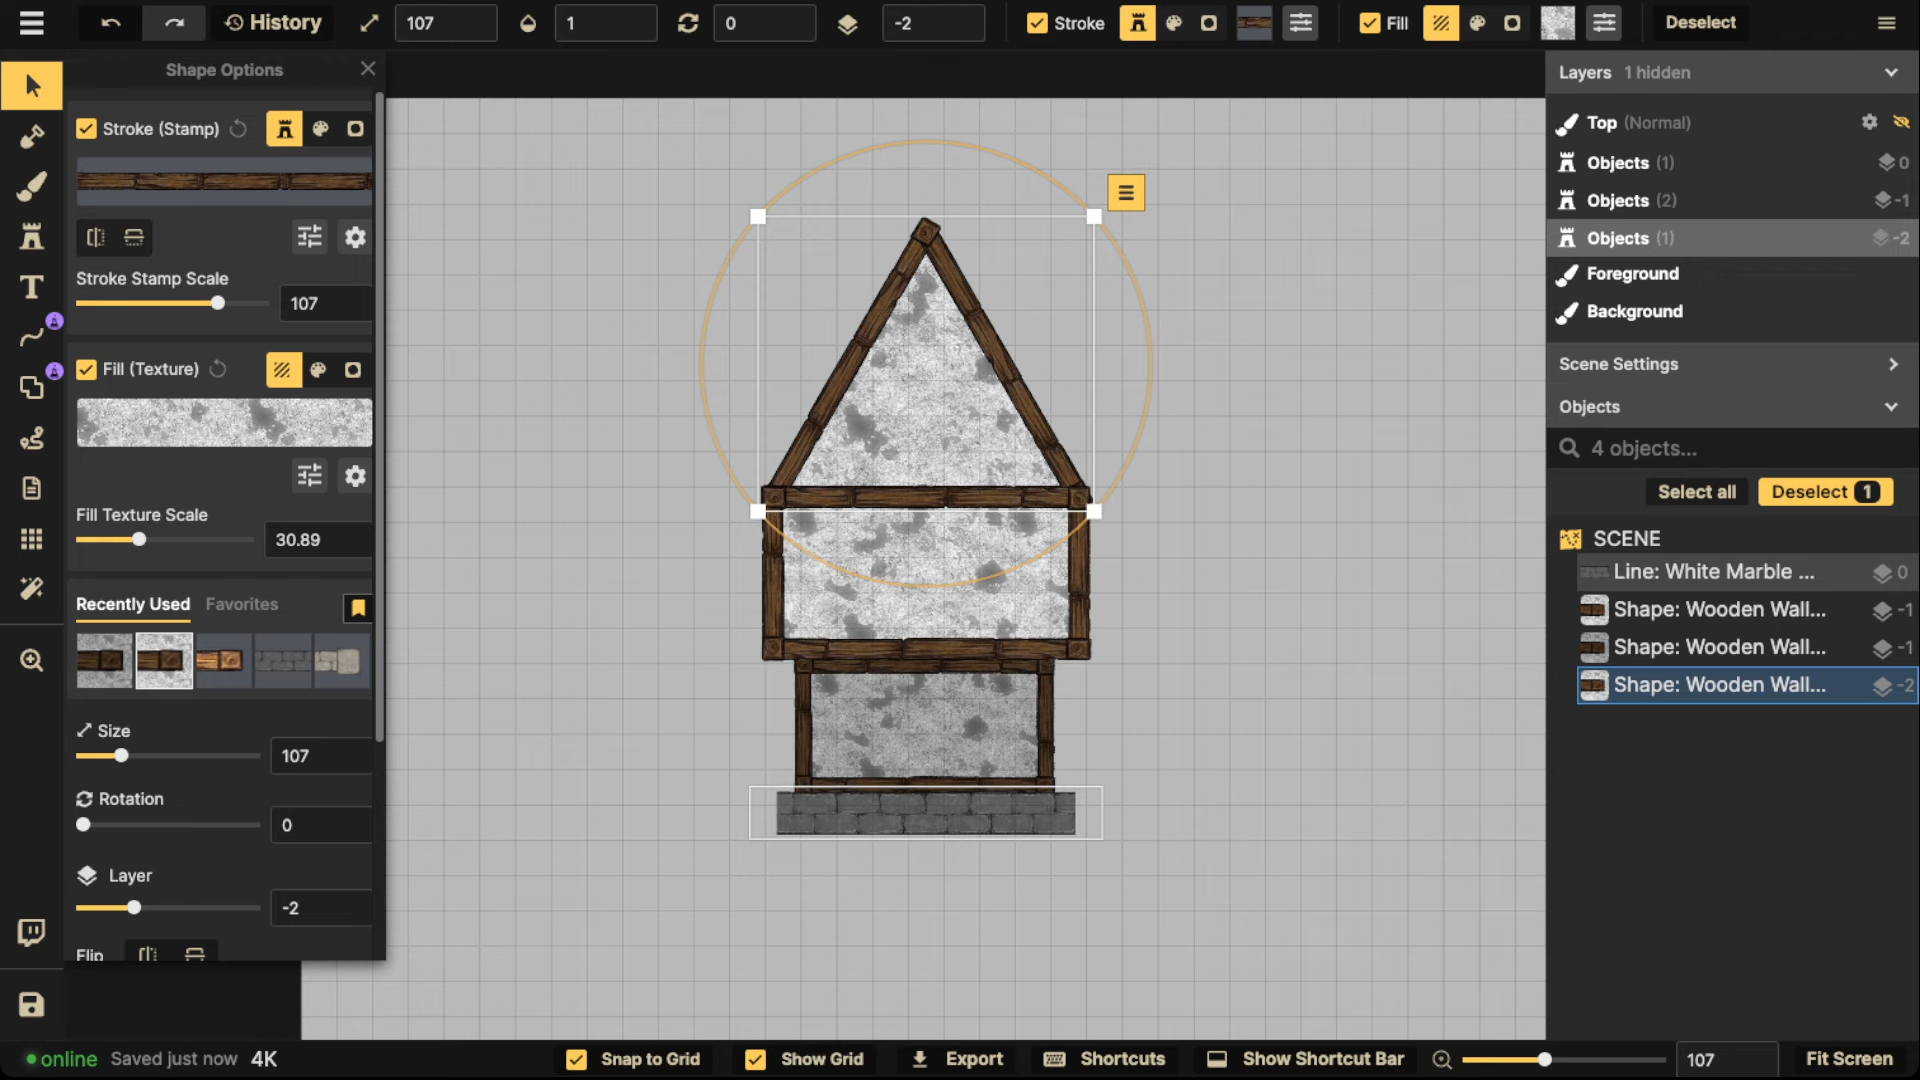 History
107
1
0
-2
Stroke
Fill
Deselect
Shape Options
Stroke (Stamp)
Stroke Stamp Scale
107
Fill (Texture)
Fill Texture Scale
30.89
Recently Used
Favorites
Size
107
Rotation
0
Layer
-2
Flip
T
Layers 1 hidden
Top (Normal)
Objects (1) 0
Objects (2) -1
Objects (1) -2
Foreground
Background
Scene Settings
Objects
4 objects...
Select all
Deselect 1
SCENE
Line: White Marble ... 0
Shape: Wooden Wall... -1
Shape: Wooden Wall... -1
Shape: Wooden Wall... -2
online Saved just now 4K
Snap to Grid
Show Grid
Export
Shortcuts
Show Shortcut Bar
107
Fit Screen